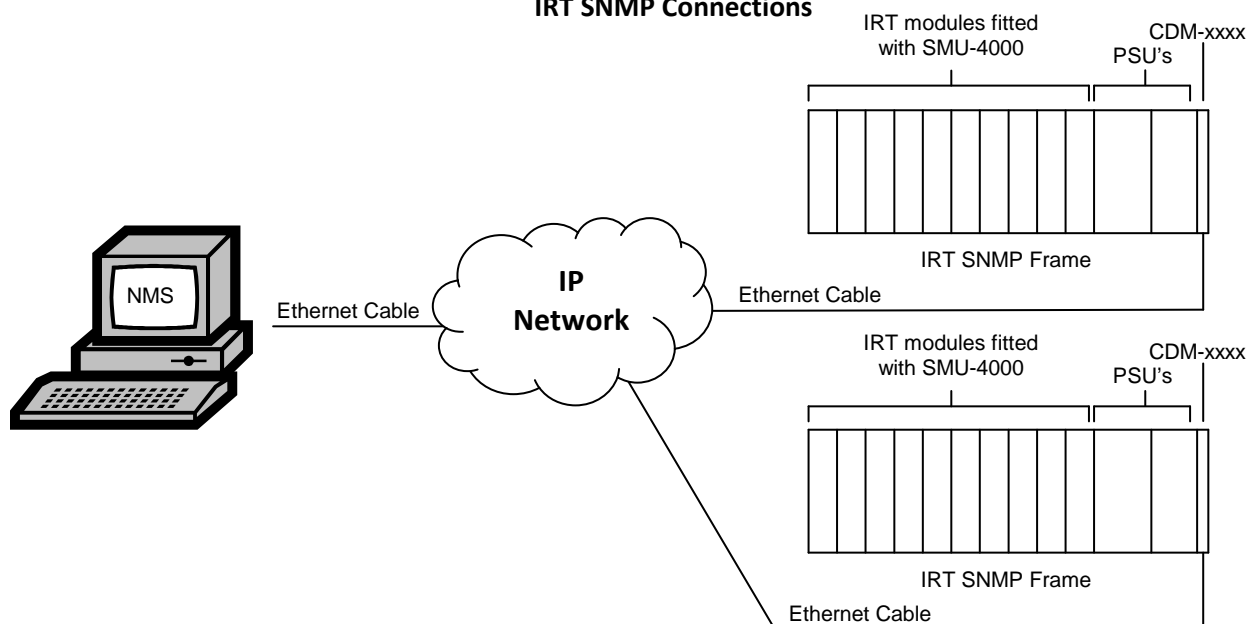 IRT SNMP Connections
IRT modules fitted
with SMU-4000
CDM-xxxx
PSU's
IRT SNMP Frame
NMS
Ethernet Cable
IP
Network
Ethernet Cable
IRT modules fitted
with SMU-4000
CDM-xxxx
PSU's
IRT SNMP Frame
Ethernet Cable